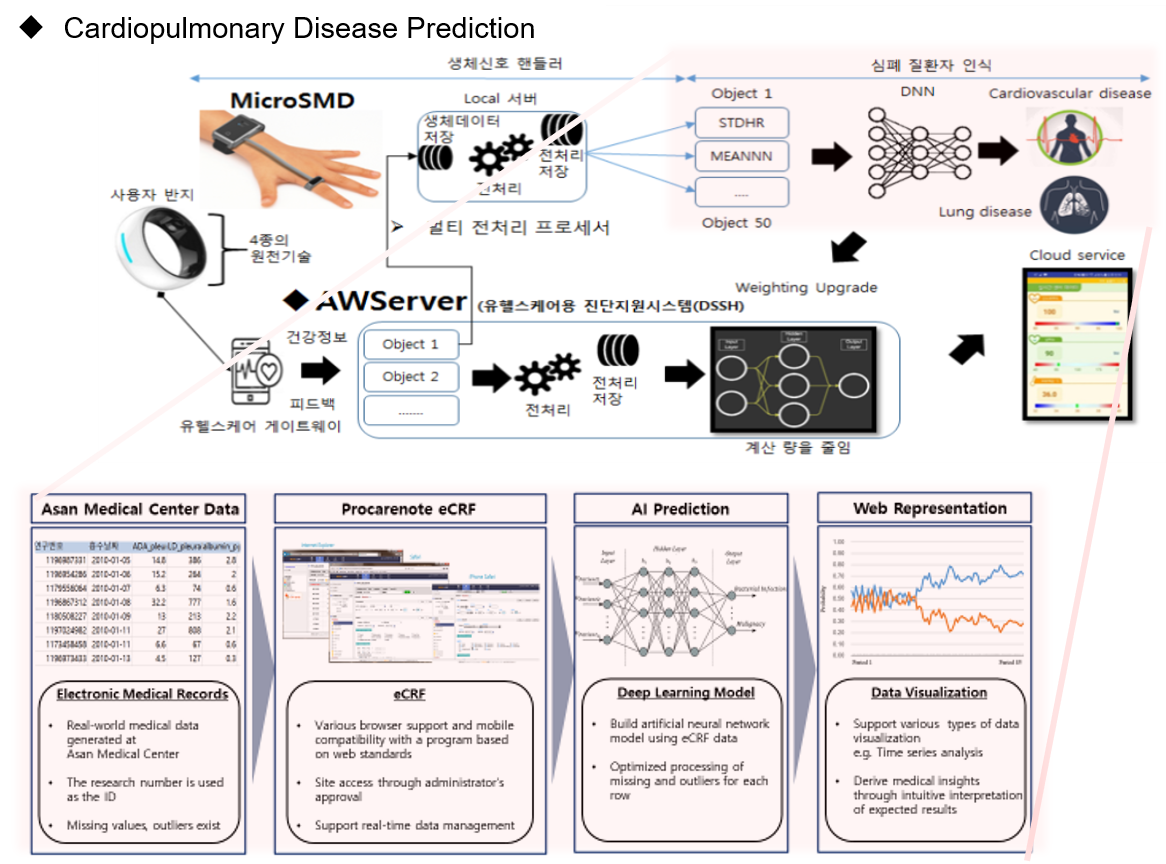 ◆ Cardiopulmonary Disease Prediction
생체신호 핸들러
심폐 질환자 인식
MicroSMD
Local 서버
생체데이터
저장
전처리
전처리
저장
➢ 멀티 전처리 프로세서
Object 1
STDHR
MEANNN
....
Object 50
DNN
Cardiovascular disease
Lung disease
사용자 반지
4종의
원천기술
◆ AWServer (유헬스케어용 진단지원시스템(DSSH)
Weighting Upgrade
Cloud service
100
90
36.0
건강정보
피드백
유헬스케어 게이트웨이
Object 1
Object 2
.......
전처리
전처리
저장
Input
Layer
Hidden
Layer
Output
Layer
계산 량을 줄임
Asan Medical Center Data
연구번호 흡수날짜 ADA_pleu LD_pleura albumin_p
1196987331 2010-01-05 14.8 386 2.8
1196954286 2010-01-06 15.2 264 2
1179556064 2010-01-07 6.3 74 0.6
1196867312 2010-01-08 32.2 777 1.6
1180508227 2010-01-09 13 213 2.2
1197024982 2010-01-11 27 808 2.1
1173458458 2010-01-11 6.6 67 0.6
1196973433 2010-01-13 4.5 127 0.3
Electronic Medical Records
• Real-world medical data
generated at
Asan Medical Center
• The research number is used
as the ID
• Missing values, outliers exist
Procarenote eCRF
Internet Explorer
Safari
iPhone Safari
eCRF
• Various browser support and mobile
compatibility with a program based
on web standards
• Site access through administrator's
approval
• Support real-time data management
AI Prediction
Input
Layer
Hidden Layer
Output
Layer
Bacterial Infection
Malignancy
Deep Learning Model
• Build artificial neural network
model using eCRF data
• Optimized processing of
missing and outliers for each
row
Web Representation
Probability
1.00
0.90
0.80
0.70
0.60
0.50
0.40
0.30
0.20
0.10
0.00
Period 1
Data Visualization
• Support various types of data
visualization
e.g. Time series analysis
• Derive medical insights
through intuitive interpretation
of expected results